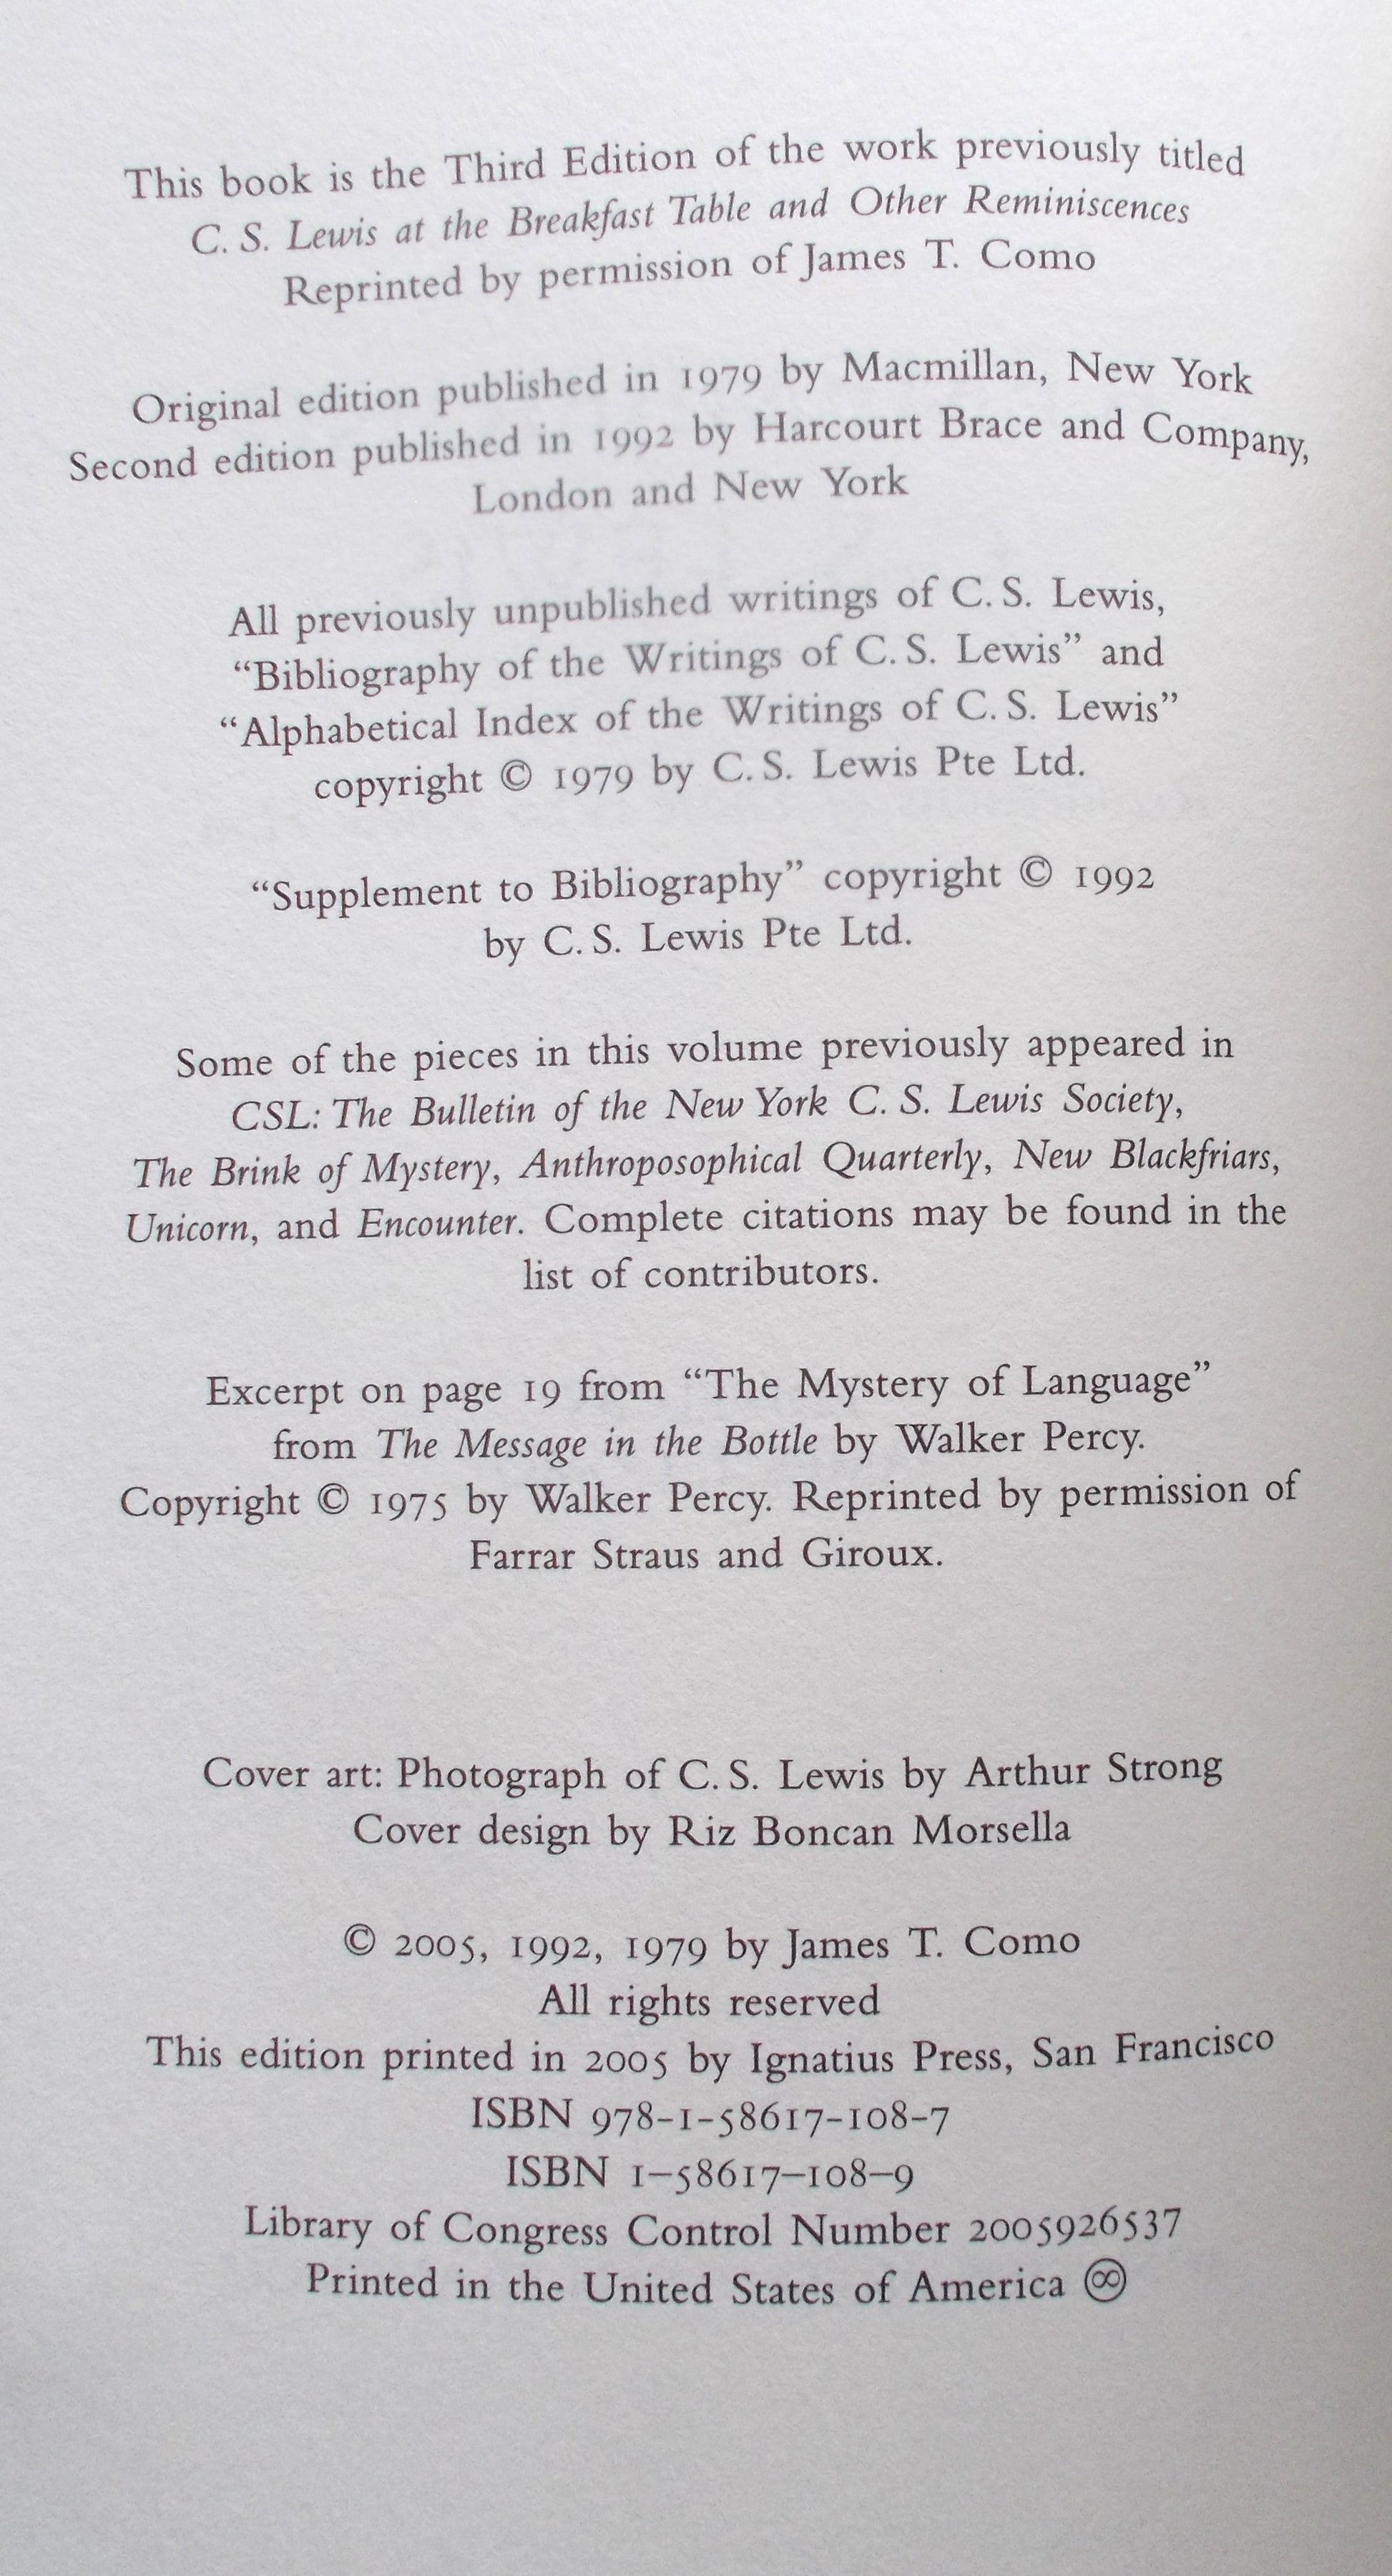 This book is the Third Edition of the work previously titled
C. S. Lewis at the Breakfast Table and Other Reminiscences
Reprinted by permission of James T. Como
Original edition published in 1979 by Macmillan, New York
Second edition published in 1992 by Harcourt Brace and Company,
London and New York
All previously unpublished writings of C. S. Lewis,
“Bibliography of the Writings of C. S. Lewis” and
“Alphabetical Index of the Writings of C. S. Lewis”
copyright © 1979 by C. S. Lewis Pte Ltd.
“Supplement to Bibliography” copyright © 1992
by C. S. Lewis Pte Ltd.
Some of the pieces in this volume previously appeared in
CSL: The Bulletin of the New York C. S. Lewis Society,
The Brink of Mystery, Anthroposophical Quarterly, New Blackfriars,
Unicorn, and Encounter. Complete citations may be found in the
list of contributors.
Excerpt on page 19 from “The Mystery of Language”
from The Message in the Bottle by Walker Percy.
Copyright © 1975 by Walker Percy. Reprinted by permission of
Farrar Straus and Giroux.
Cover art: Photograph of C. S. Lewis by Arthur Strong
Cover design by Riz Boncan Morsella
© 2005, 1992, 1979 by James T. Como
All rights reserved
This edition printed in 2005 by Ignatius Press, San Francisco
ISBN 978-1-58617-108-7
ISBN 1–58617–108–9
Library of Congress Control Number 2005926537
Printed in the United States of America ♾